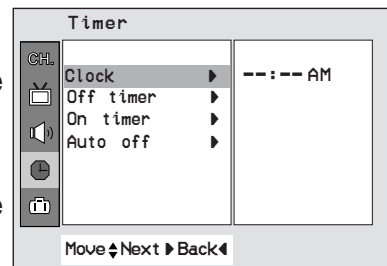 Timer
CH.
Clock ▶ --:-- AM
Off timer ▶
On timer ▶
Auto off ▶
Move ▲▼ Next ▶ Back ◀